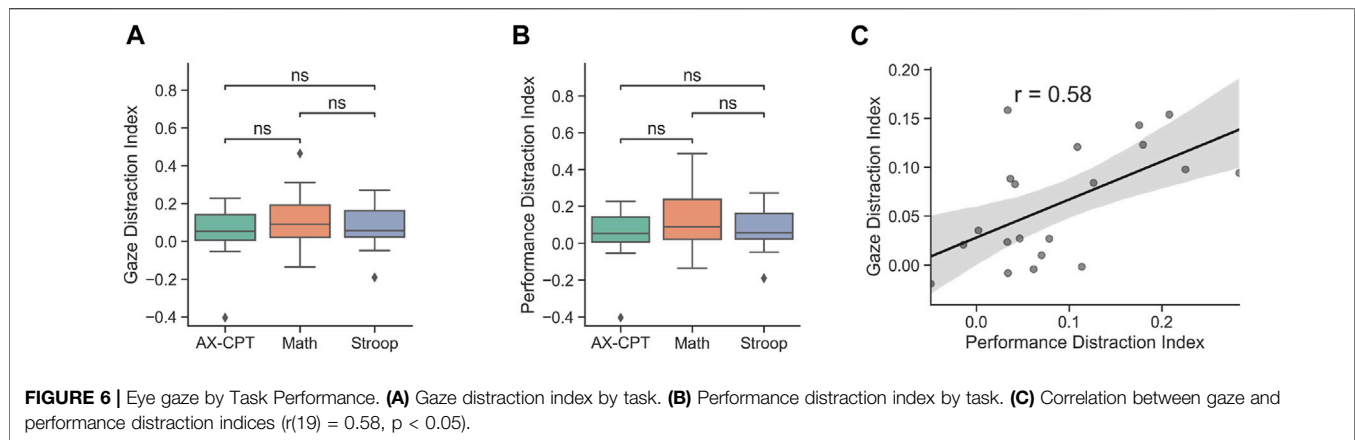 A
Gaze Distraction Index
0.8
0.6
0.4
0.2
0.0
−0.2
−0.4
ns
ns
ns
AX-CPT Math Stroop
B
Performance Distraction Index
0.8
0.6
0.4
0.2
0.0
−0.2
−0.4
ns
ns
ns
AX-CPT Math Stroop
C
Gaze Distraction Index
0.20
0.15
0.10
0.05
0.00
r = 0.58
0.0 0.1 0.2
Performance Distraction Index
FIGURE 6 | Eye gaze by Task Performance. (A) Gaze distraction index by task. (B) Performance distraction index by task. (C) Correlation between gaze and
performance distraction indices (r(19) = 0.58, p < 0.05).